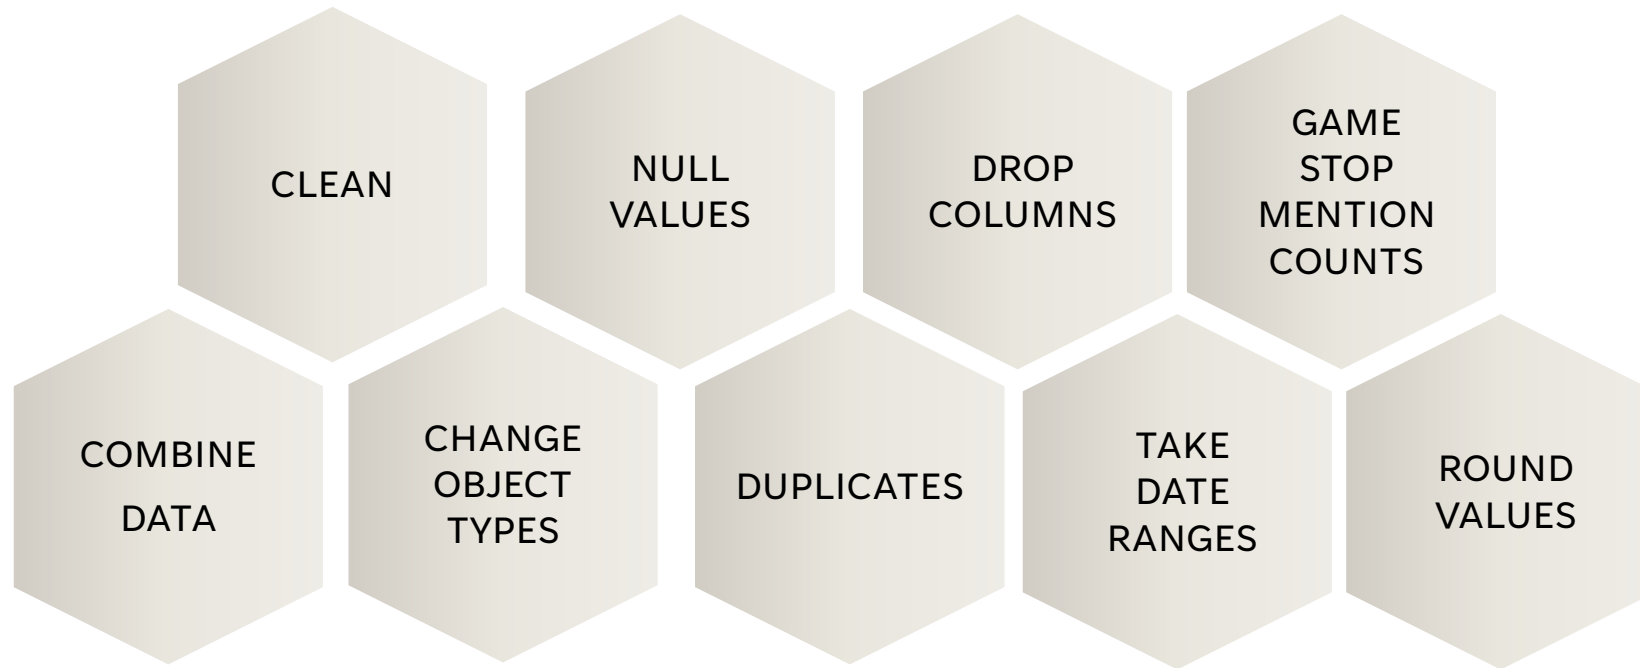 CLEAN
NULL
VALUES
DROP
COLUMNS
GAME
STOP
MENTION
COUNTS
COMBINE
DATA
CHANGE
OBJECT
TYPES
DUPLICATES
TAKE
DATE
RANGES
ROUND
VALUES